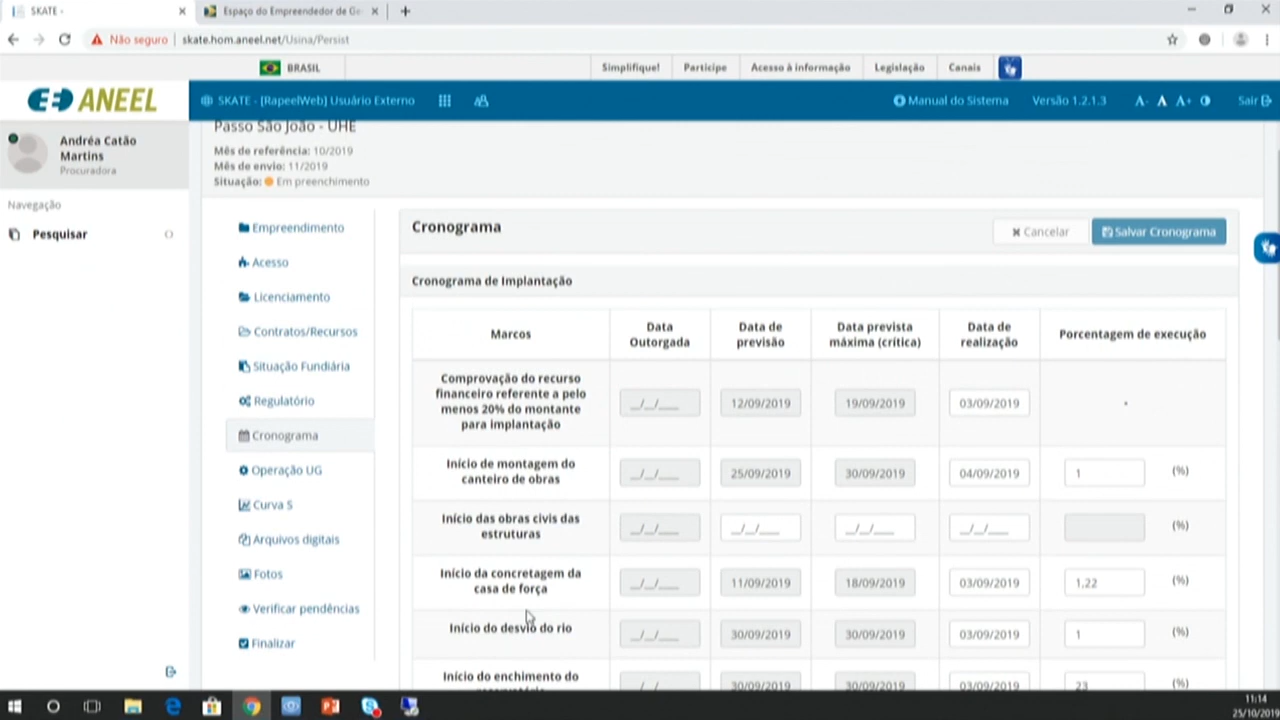 SKATE -
Espaço do Empreendedor de Ge
Não seguro
skate.hom.aneel.net/Usina/Persist
BRASIL
Simplifique!
Participe
Acesso à informação
Legislação
Canais
ANEEL
SKATE - [RapeelWeb] Usuário Externo
Manual do Sistema
Versão 1.2.1.3
A-
A
A+
Sair
Andréa Catão
Martins
Procuradora
Navegação
Pesquisar
Passo São João - UHE
Mês de referência: 10/2019
Mês de envio: 11/2019
Situação: Em preenchimento
Empreendimento
Acesso
Licenciamento
Contratos/Recursos
Situação Fundiária
Regulatório
Cronograma
Operação UG
Curva S
Arquivos digitais
Fotos
Verificar pendências
Finalizar
Cronograma
Cancelar
Salvar Cronograma
Cronograma de Implantação
Marcos
Data
Outorgada
Data de
previsão
Data prevista
máxima (crítica)
Data de
realização
Porcentagem de execução
Comprovação do recurso
financeiro referente a pelo
menos 20% do montante
para implantação
_/_/___
12/09/2019
19/09/2019
03/09/2019
Início de montagem do
canteiro de obras
_/_/___
25/09/2019
30/09/2019
04/09/2019
1
(%)
Início das obras civis das
estruturas
_/_/___
_/_/___
_/_/___
_/_/___
(%)
Início da concretagem da
casa de força
_/_/___
11/09/2019
18/09/2019
03/09/2019
1,22
(%)
Início do desvio do rio
_/_/___
30/09/2019
30/09/2019
03/09/2019
1
(%)
Início do enchimento do
reservatório
_/_/___
30/09/2019
30/09/2019
03/09/2019
23
(%)
11:14
25/10/2019